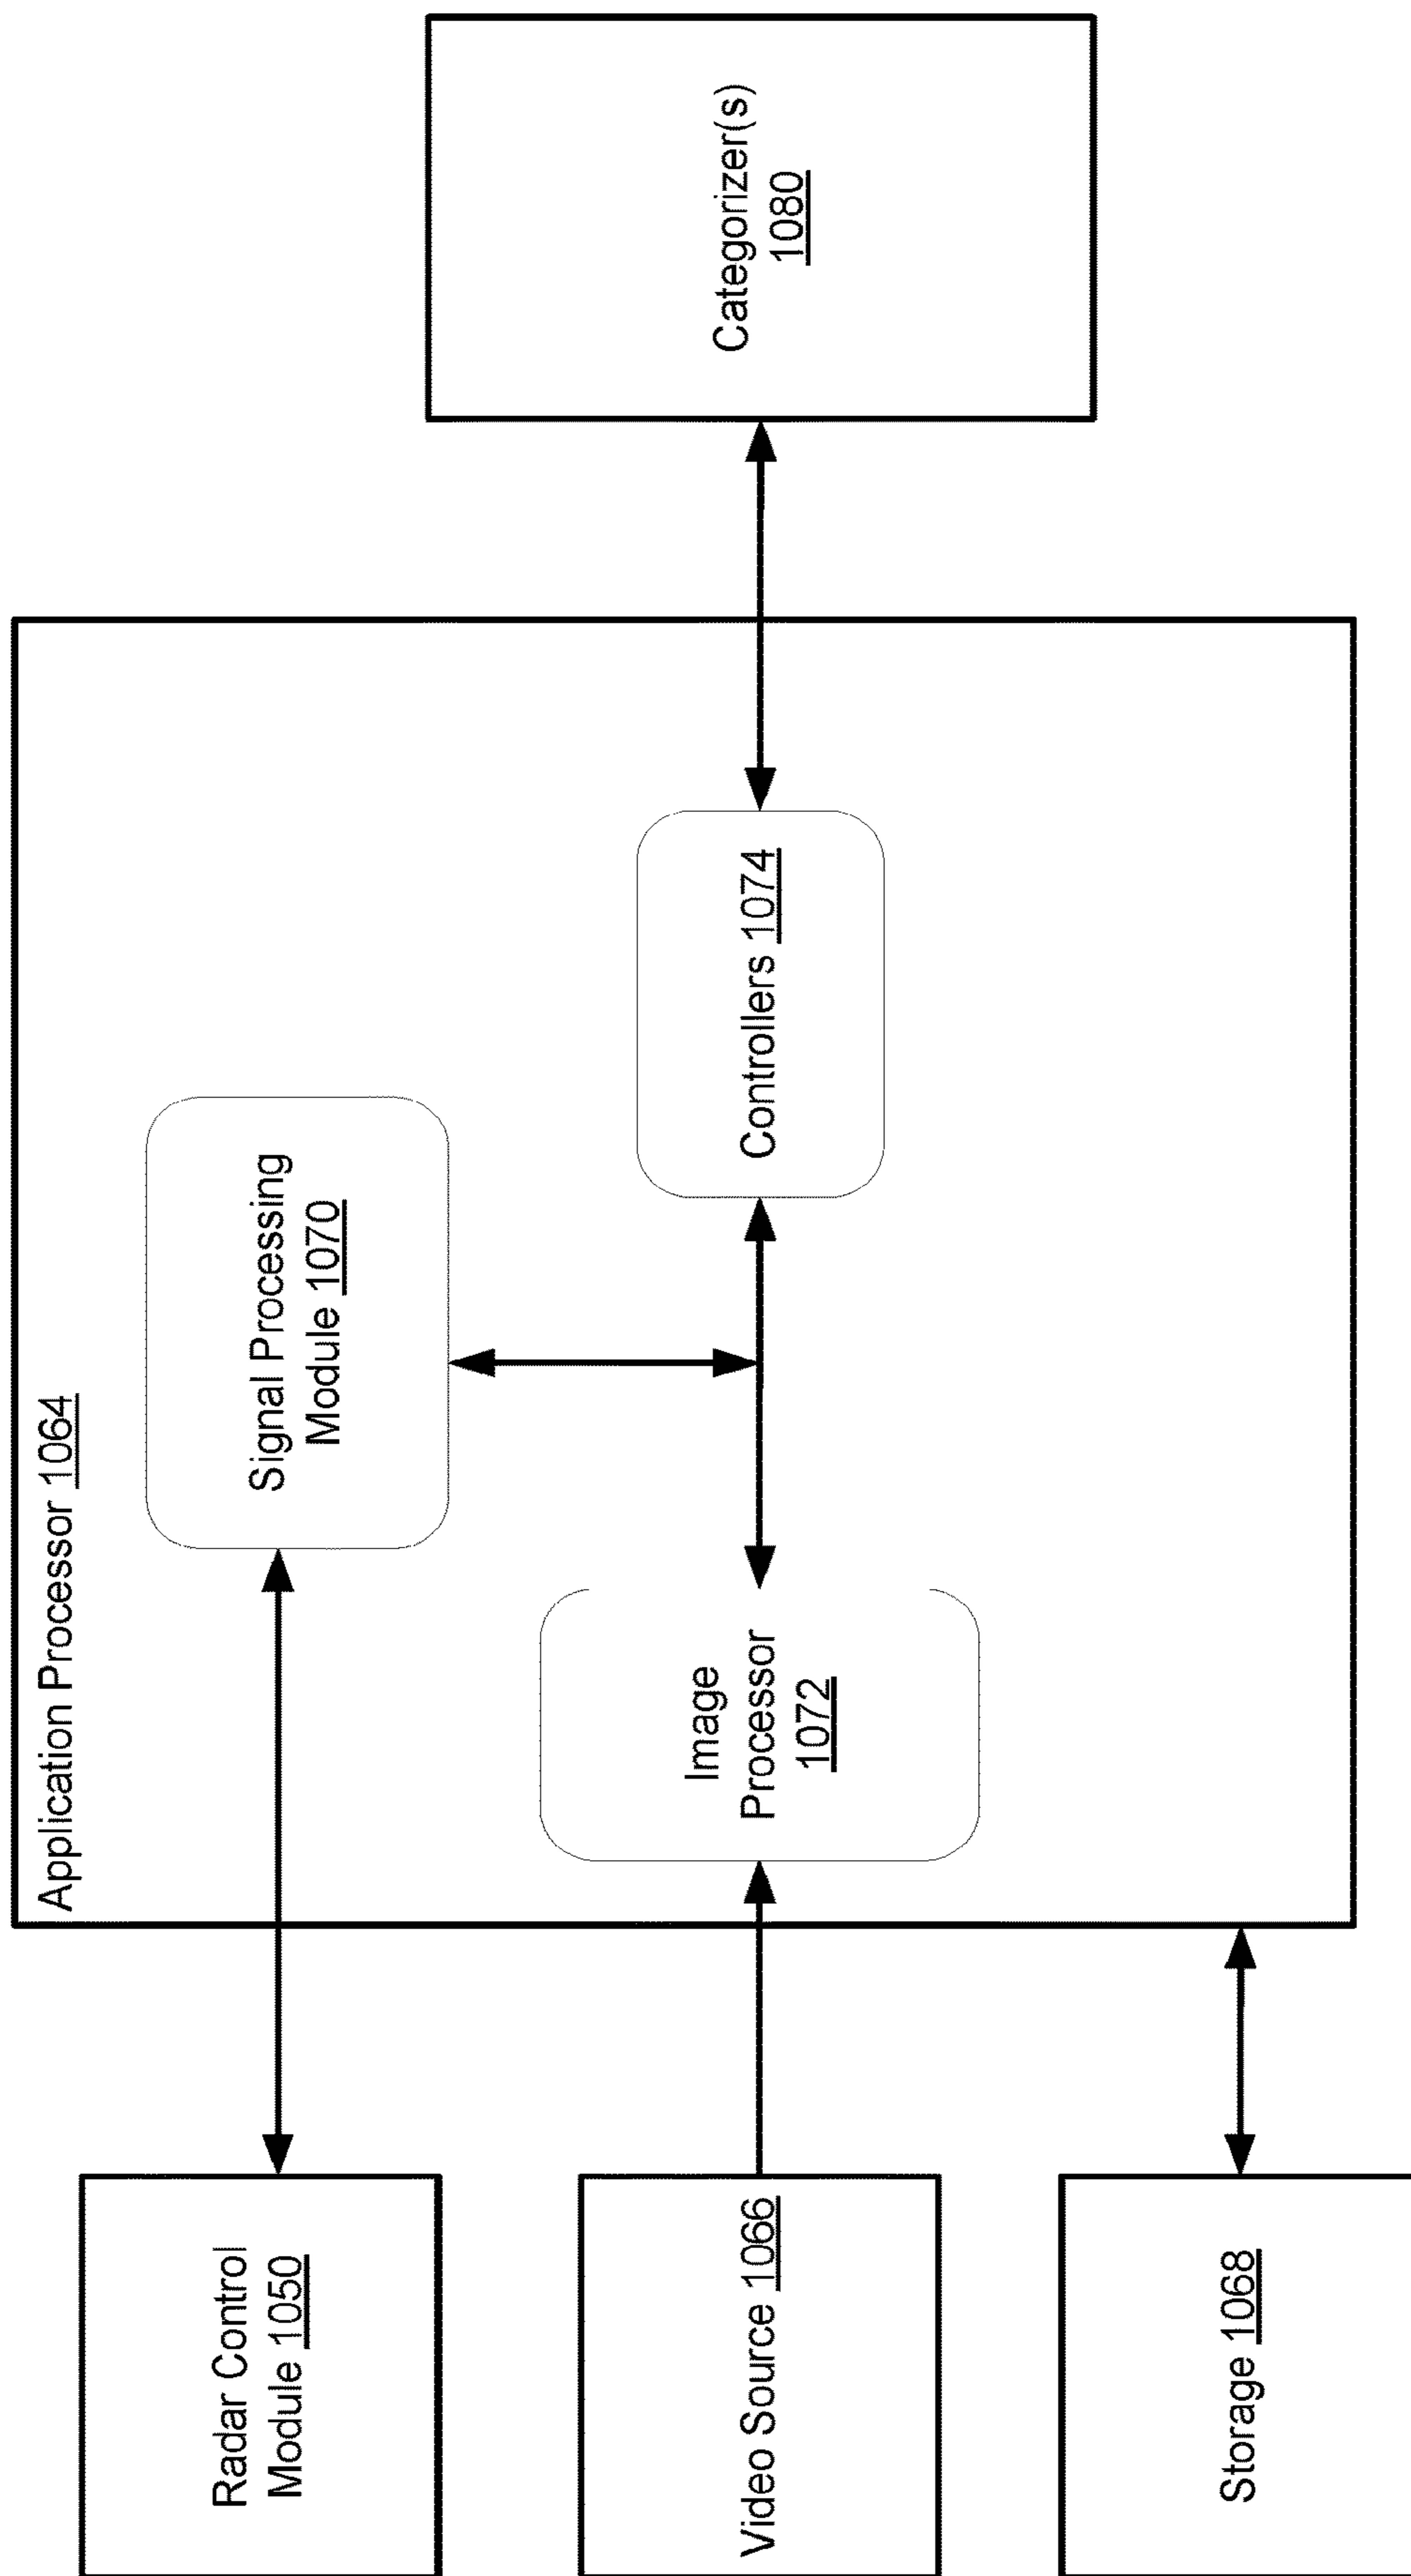 Application Processor 1064
Radar Control
Module 1050
Signal Processing
Module 1070
Video Source 1066
Image
Processor
1072
Controllers 1074
Categorizer(s)
1080
Storage 1068